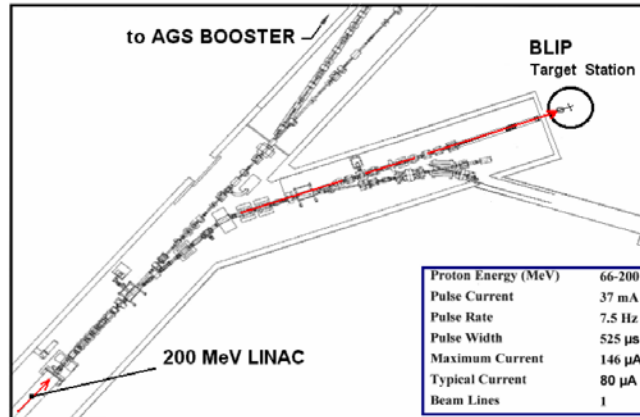 to AGS BOOSTER
BLIP
Target Station
200 MeV LINAC
Proton Energy (MeV) 66-200
Pulse Current 37 mA
Pulse Rate 7.5 Hz
Pulse Width 525 µs
Maximum Current 146 µA
Typical Current 80 µA
Beam Lines 1